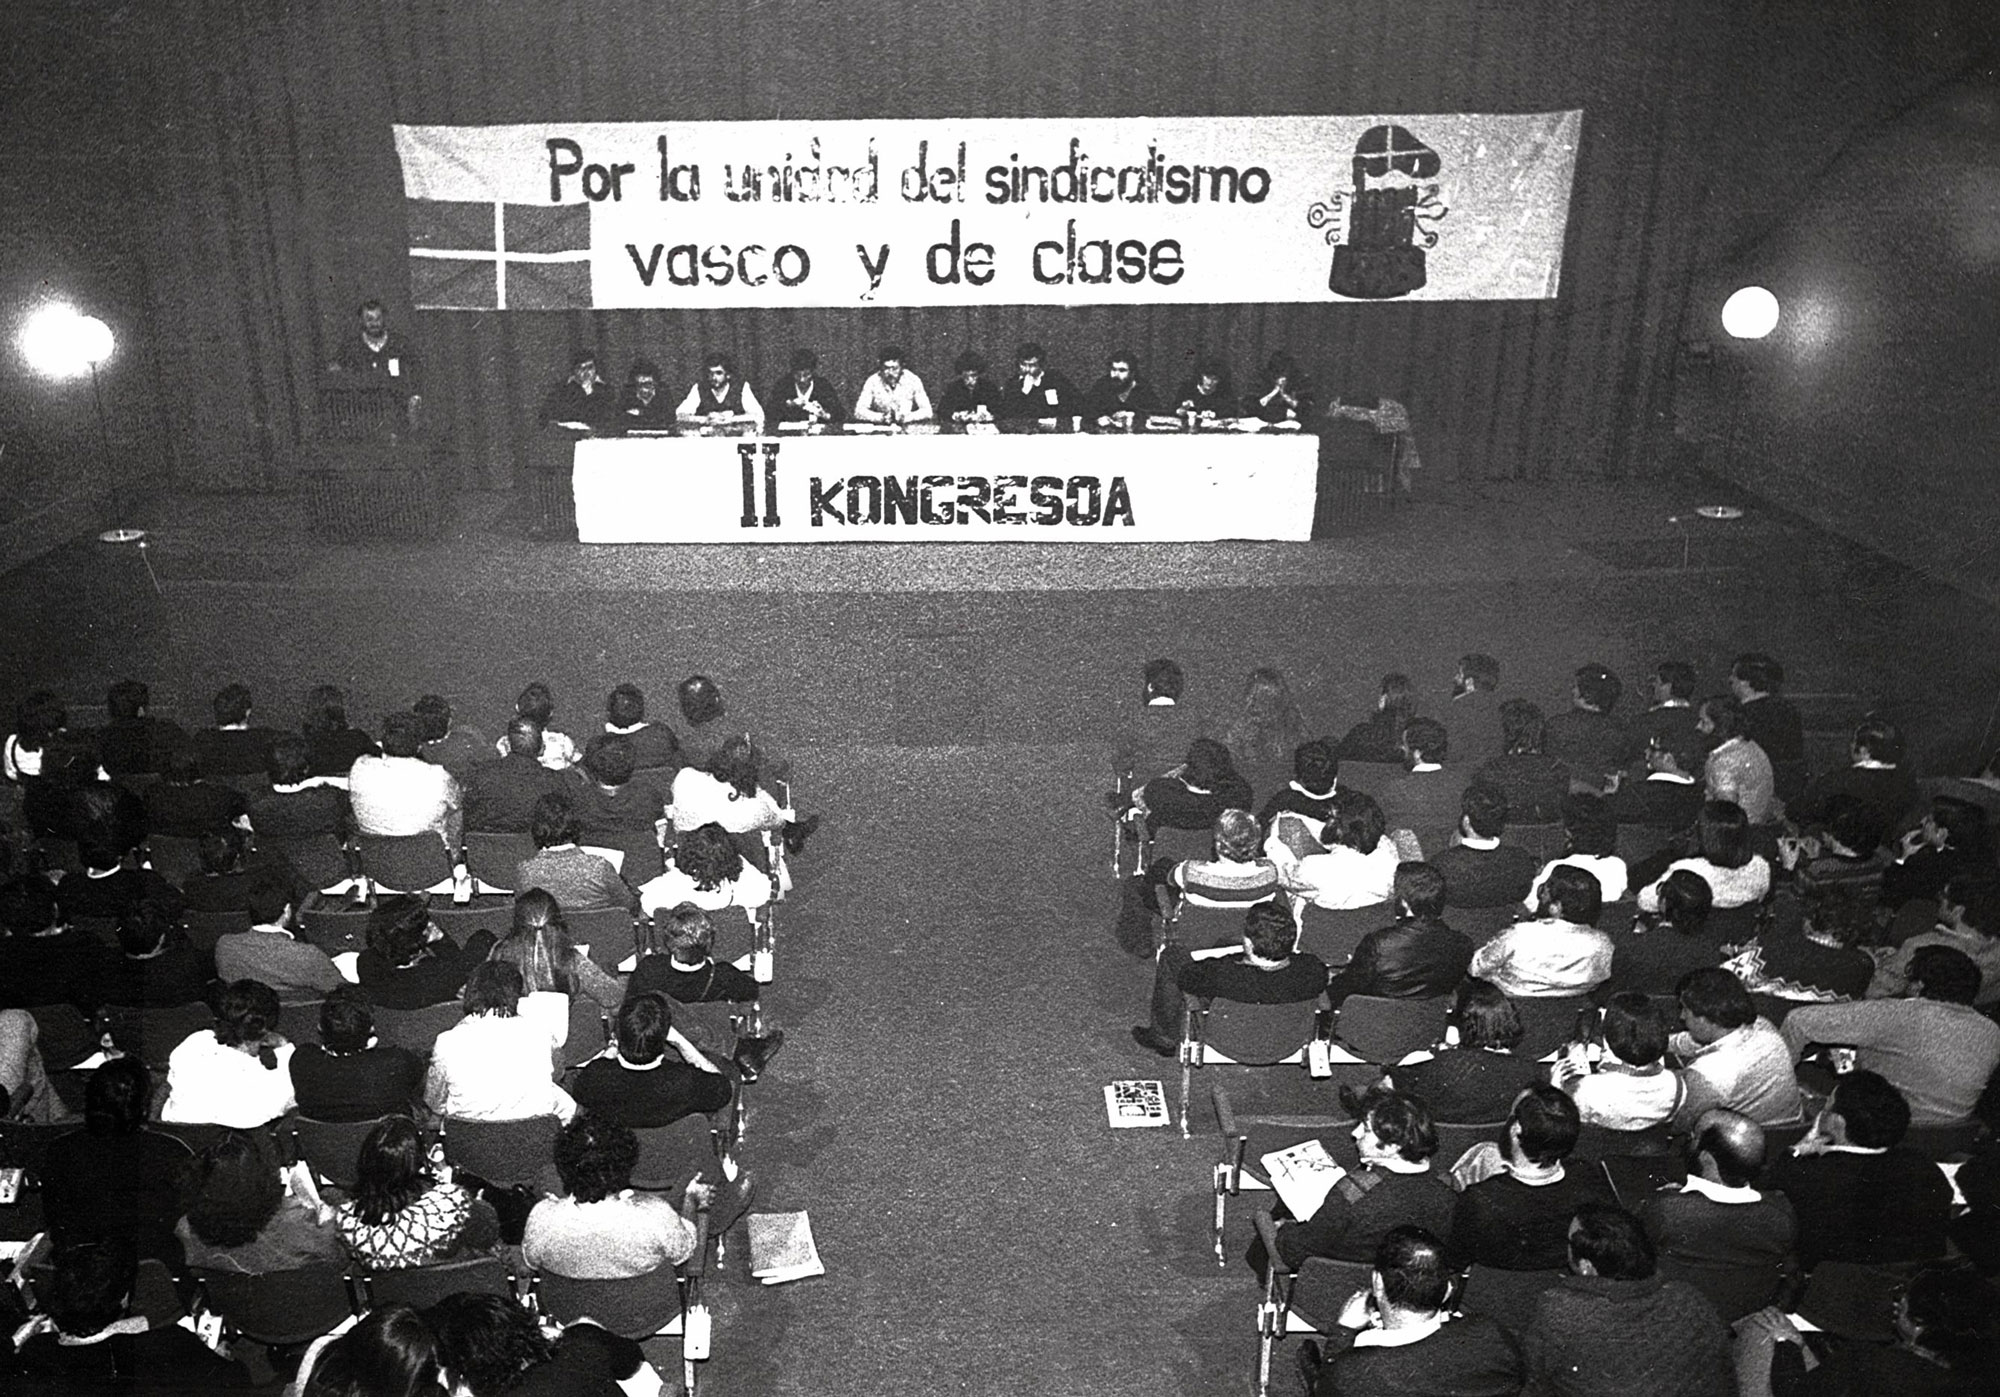 Por la unidad del sindicalismo
vasco y de clase
II KONGRESOA